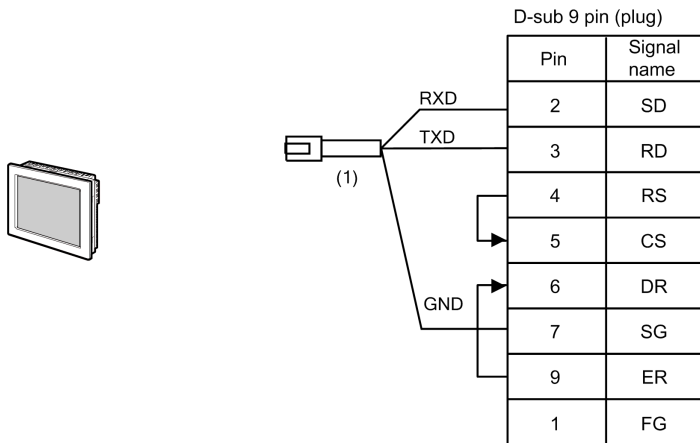 D-sub 9 pin (plug)
Pin Signal name
RXD 2 SD
TXD 3 RD
(1)
4 RS
5 CS
6 DR
GND
7 SG
9 ER
1 FG